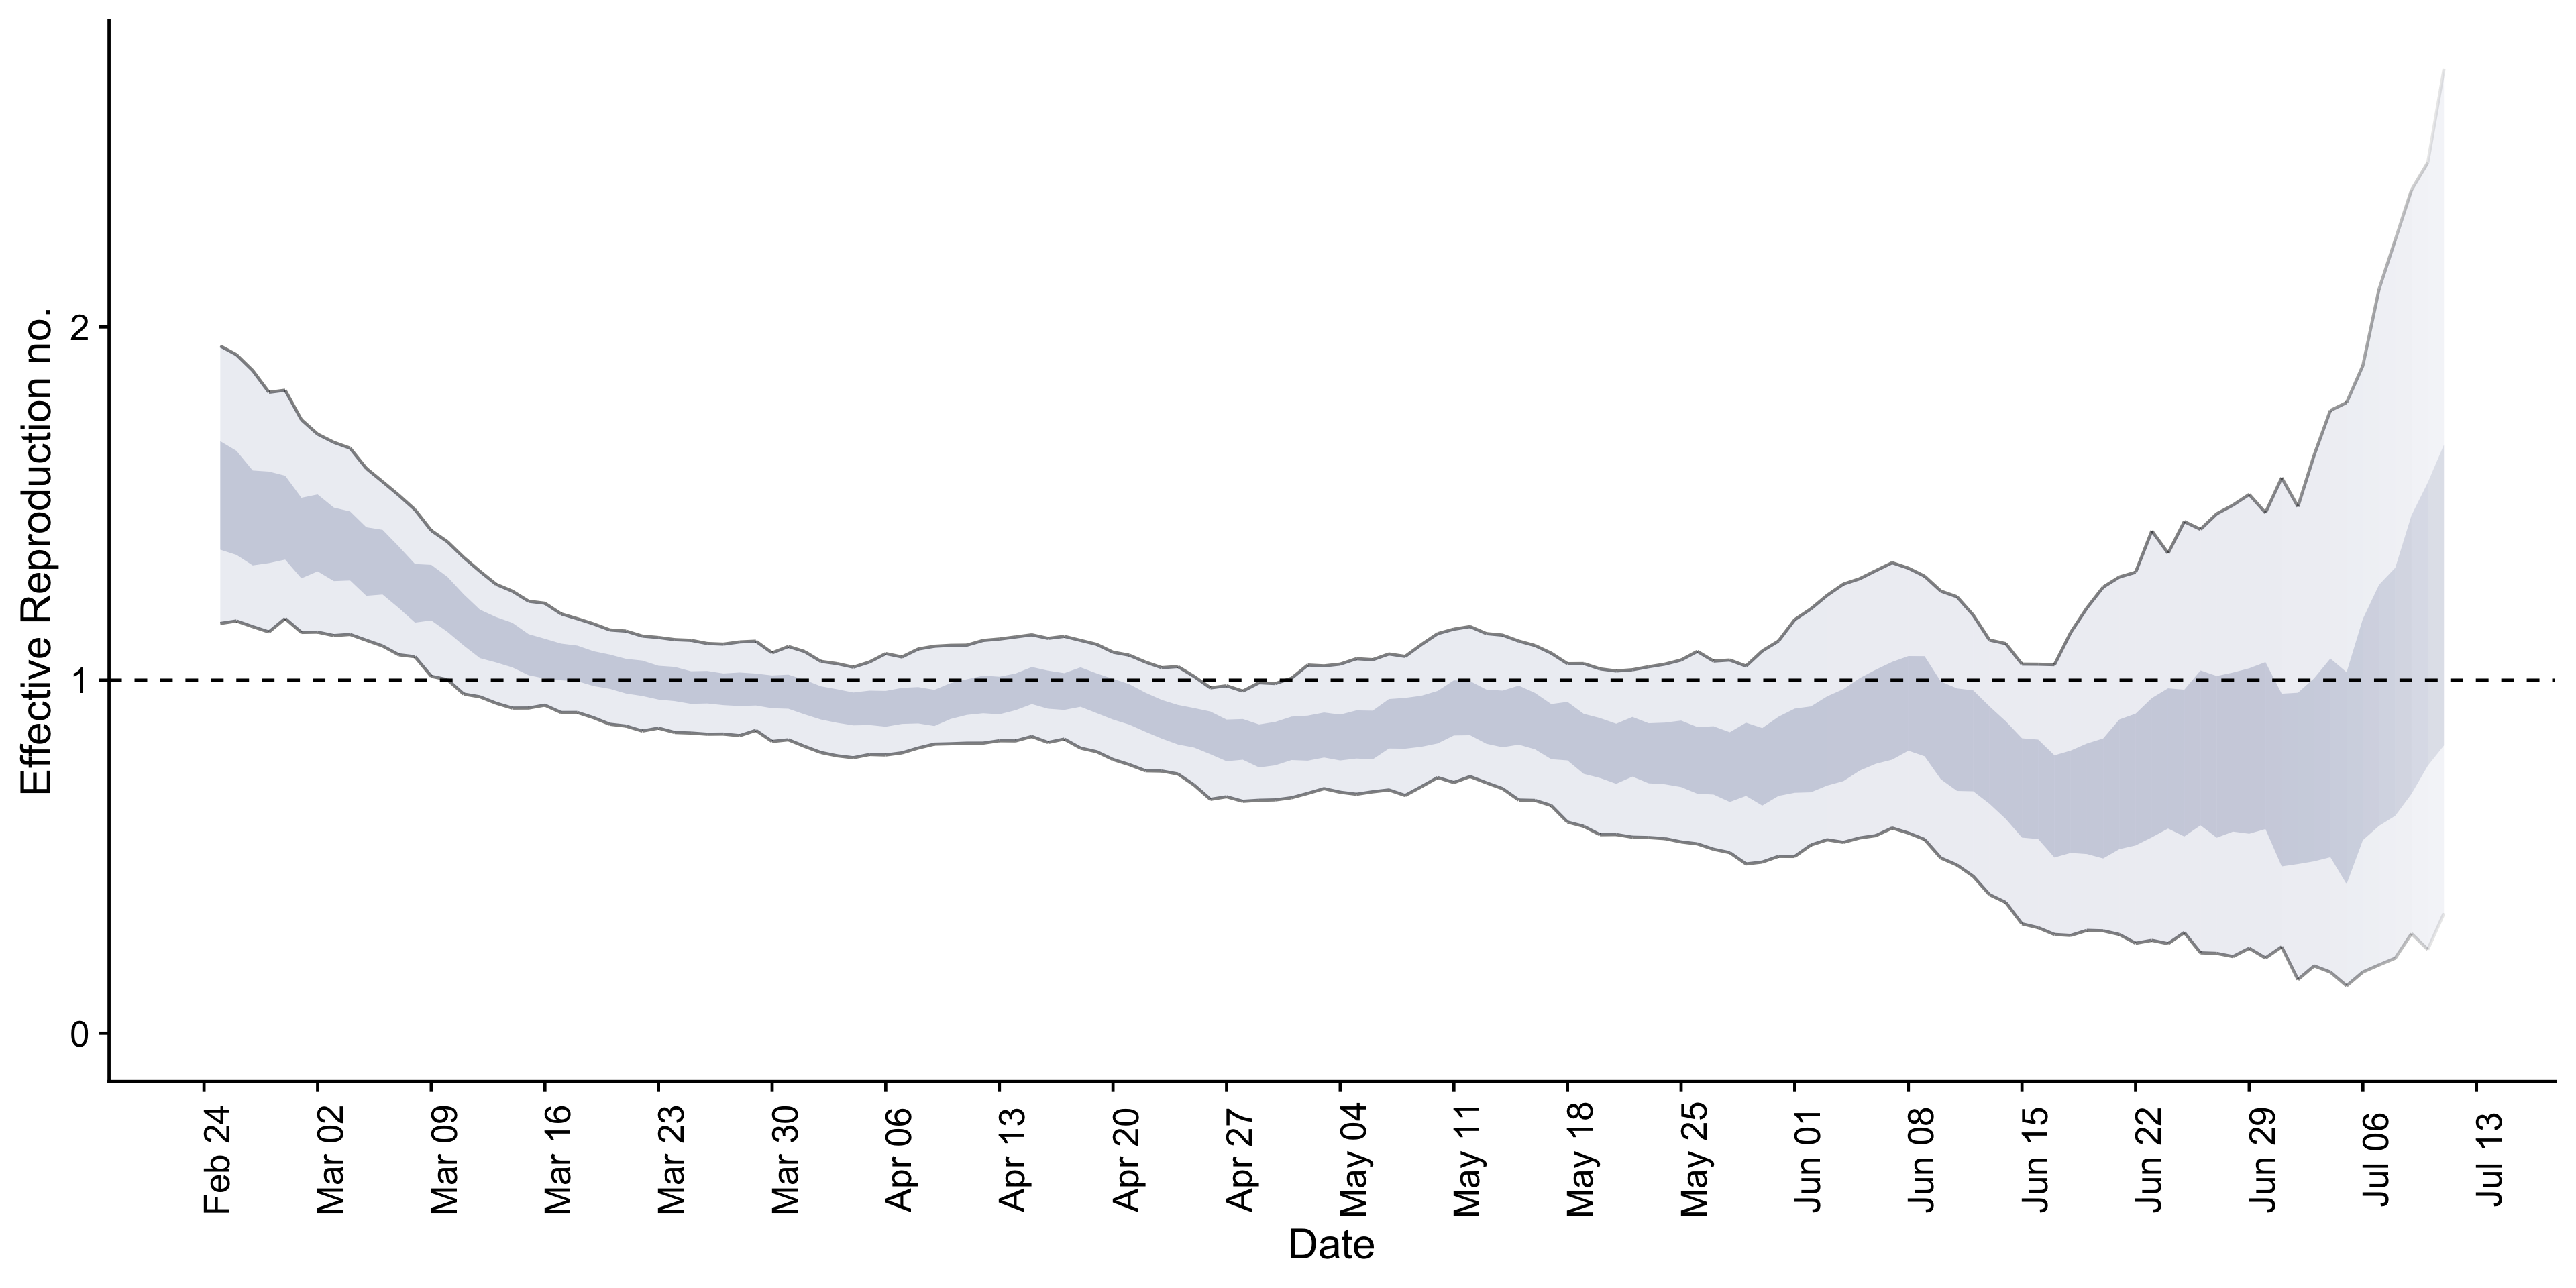 Effective Reproduction no.
2
1
0
Feb 24
Mar 02
Mar 09
Mar 16
Mar 23
Mar 30
Apr 06
Apr 13
Apr 20
Apr 27
May 04
May 11
May 18
May 25
Jun 01
Jun 08
Jun 15
Jun 22
Jun 29
Jul 06
Jul 13
Date